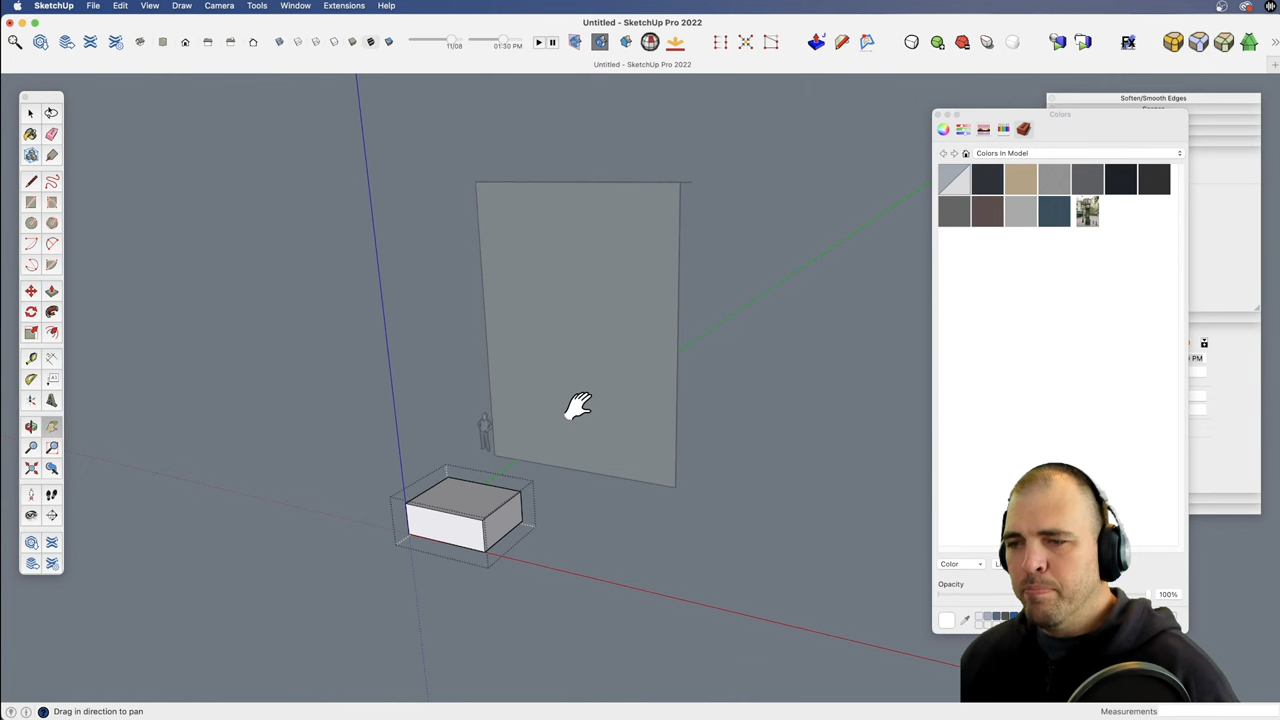 SketchUp File Edit View Draw Camera Tools Window Extensions Help
Untitled - SketchUp Pro 2022
11/08
01:30 PM
Untitled - SketchUp Pro 2022
Soften/Smooth Edges
Colors
Colors In Model
PM
A1
Color
Opacity
100%
Drag in direction to pan
Measurements